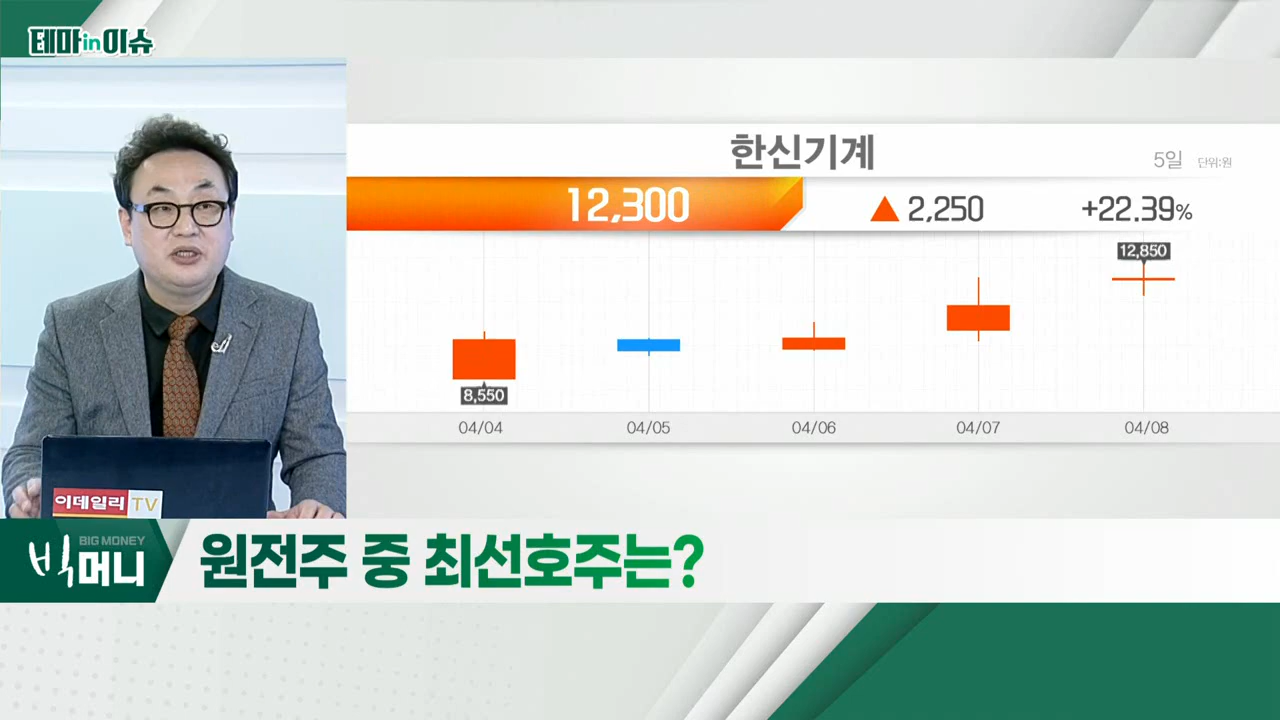 테마in이슈
한신기계
5일 단위:원
12,300 ▲ 2,250 +22.39%
12,850
8,550
04/04 04/05 04/06 04/07 04/08
이데일리 TV
BIG MONEY
빅머니
원전주 중 최선호주는?